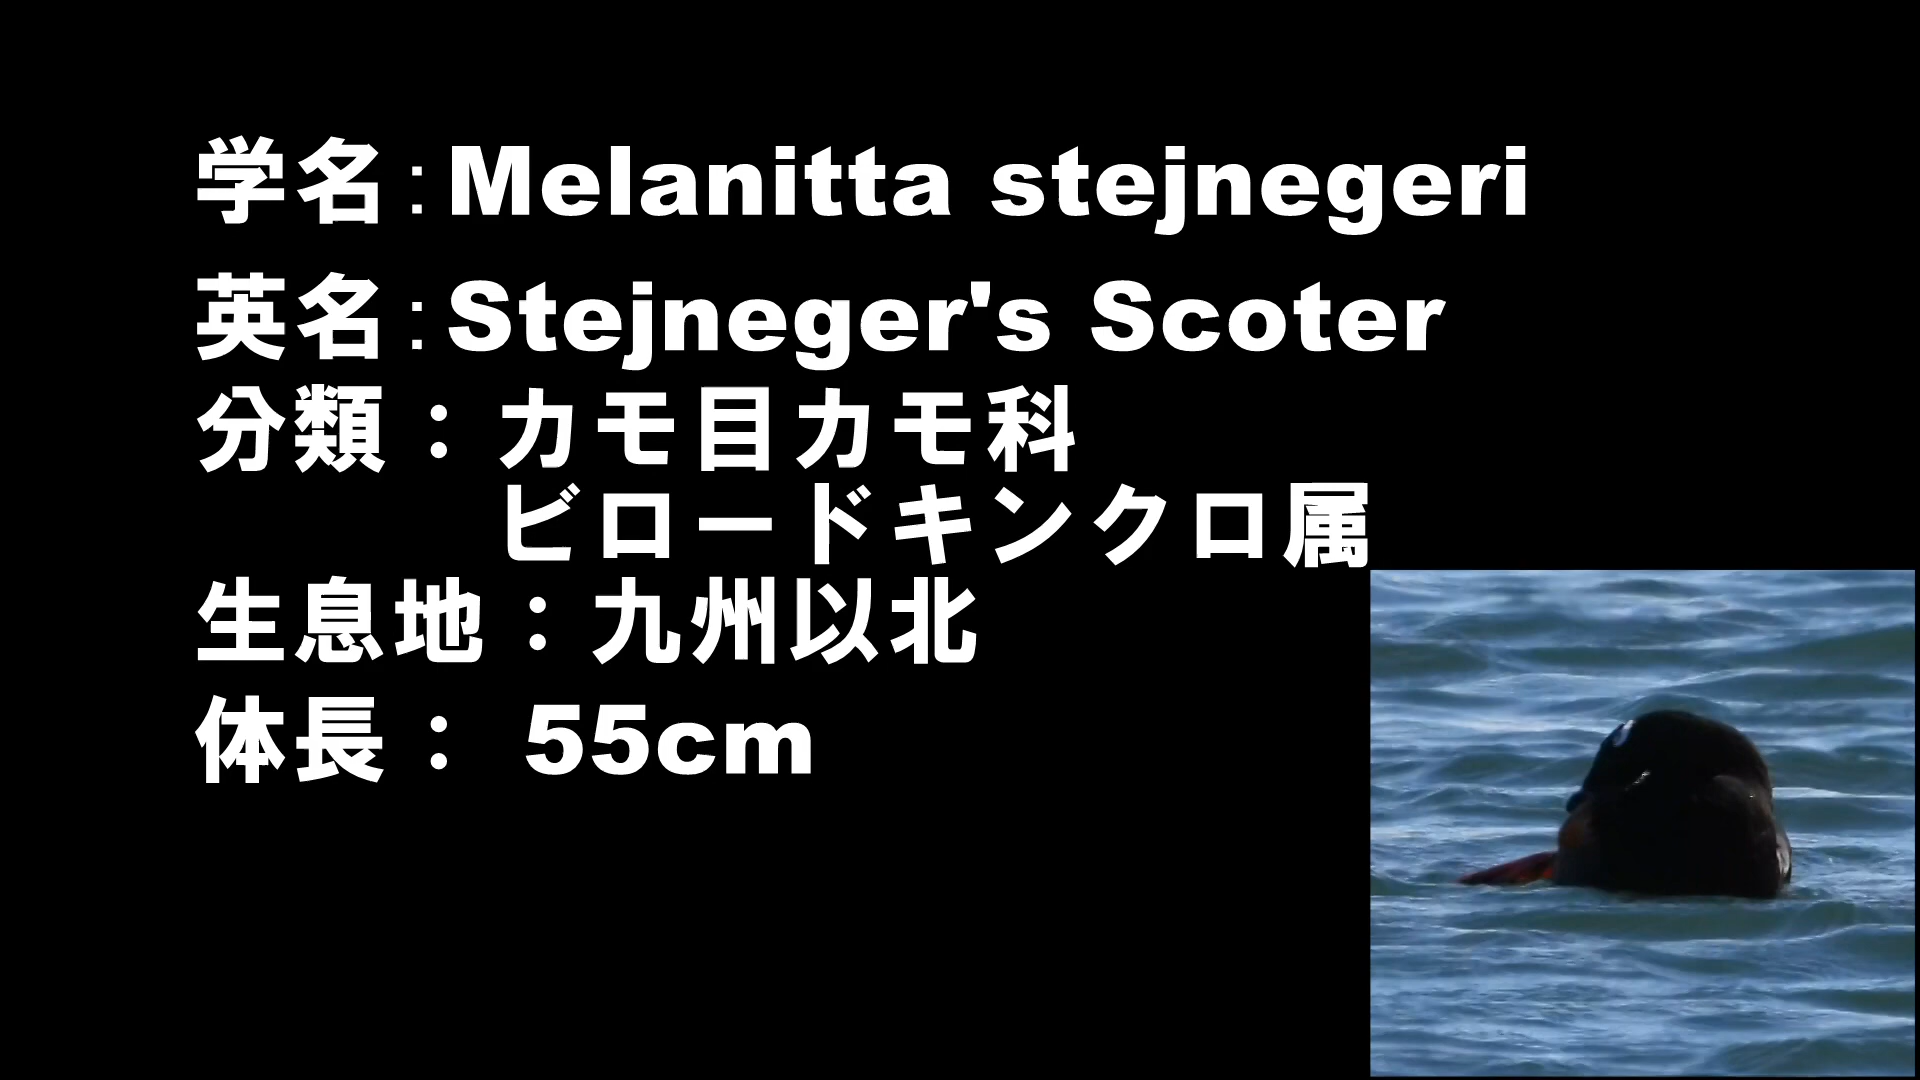 学名:Melanitta stejnegeri
英名:Stejneger's Scoter
分類：カモ目カモ科
ビロードキンクロ属
生息地：九州以北
体長： 55cm